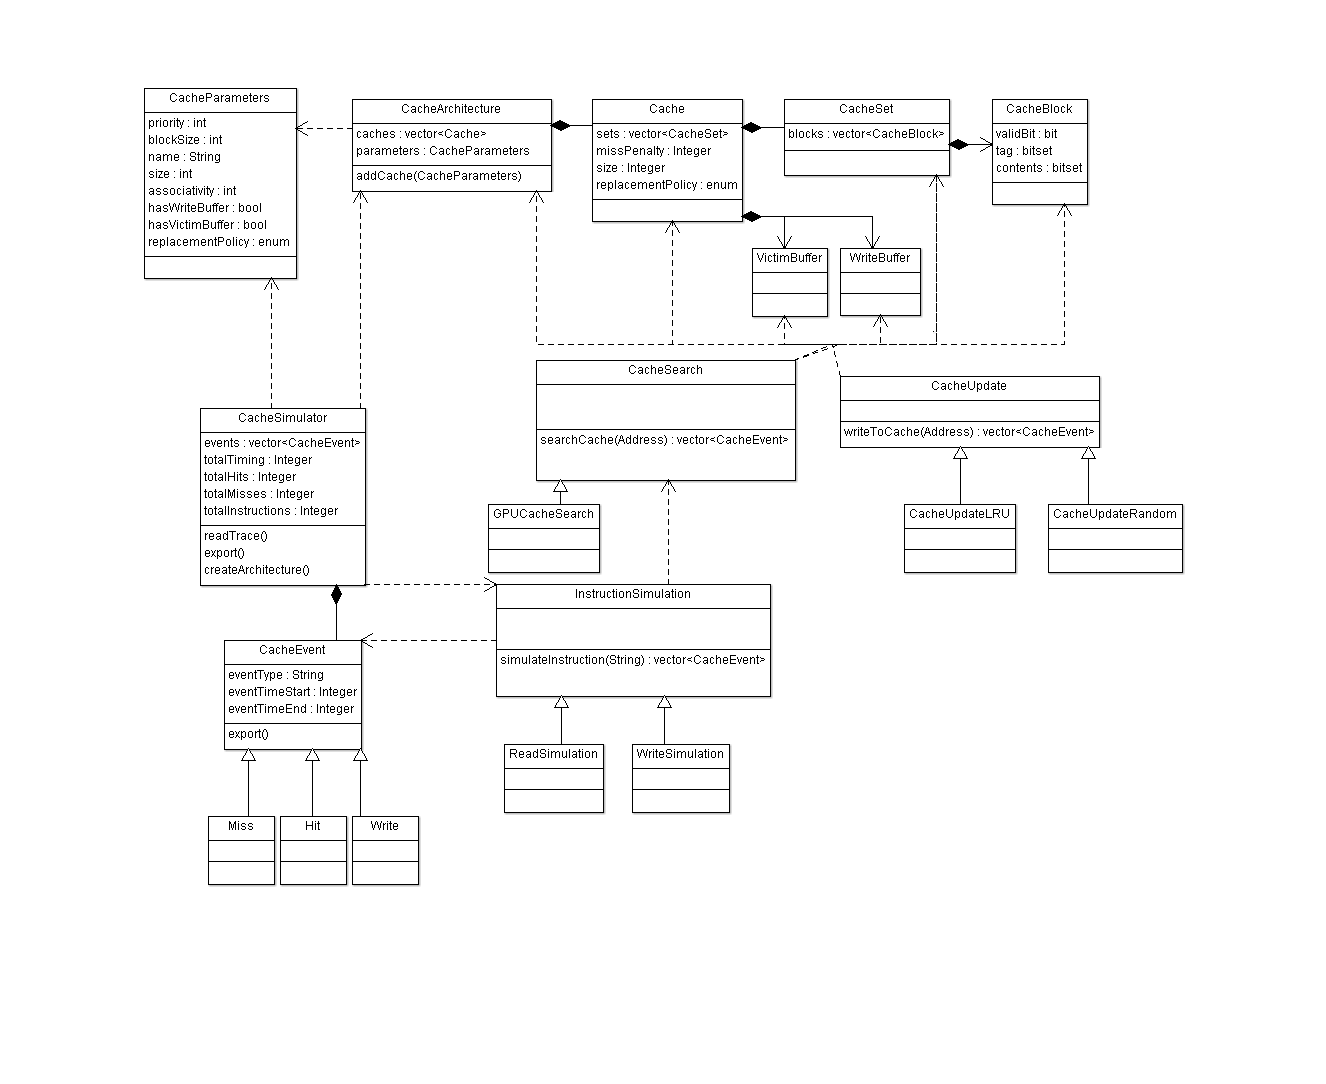 CacheParameters
priority : int
blockSize : int
name : String
size : int
associativity : int
hasWriteBuffer : bool
hasVictimBuffer : bool
replacementPolicy : enum
CacheArchitecture
caches : vector<Cache>
parameters : CacheParameters
addCache(CacheParameters)
Cache
sets : vector<CacheSet>
missPenalty : Integer
size : Integer
replacementPolicy : enum
CacheSet
blocks : vector<CacheBlock>
CacheBlock
validBit : bit
tag : bitset
contents : bitset
VictimBuffer
WriteBuffer
CacheSearch
searchCache(Address) : vector<CacheEvent>
CacheUpdate
writeToCache(Address) : vector<CacheEvent>
CacheSimulator
events : vector<CacheEvent>
totalTiming : Integer
totalHits : Integer
totalMisses : Integer
totalInstructions : Integer
readTrace()
export()
createArchitecture()
GPUCacheSearch
CacheUpdateLRU
CacheUpdateRandom
InstructionSimulation
simulateInstruction(String) : vector<CacheEvent>
CacheEvent
eventType : String
eventTimeStart : Integer
eventTimeEnd : Integer
export()
ReadSimulation
WriteSimulation
Miss
Hit
Write